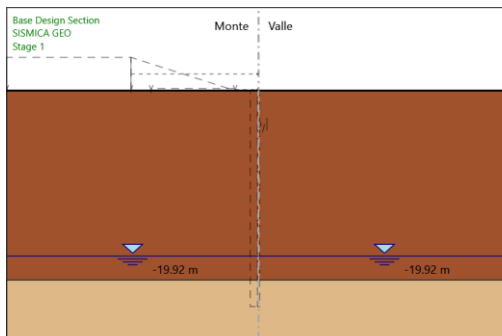 Base Design Section
SISMICA GEO
Stage 1
Monte
Valle
-19.92 m
-19.92 m